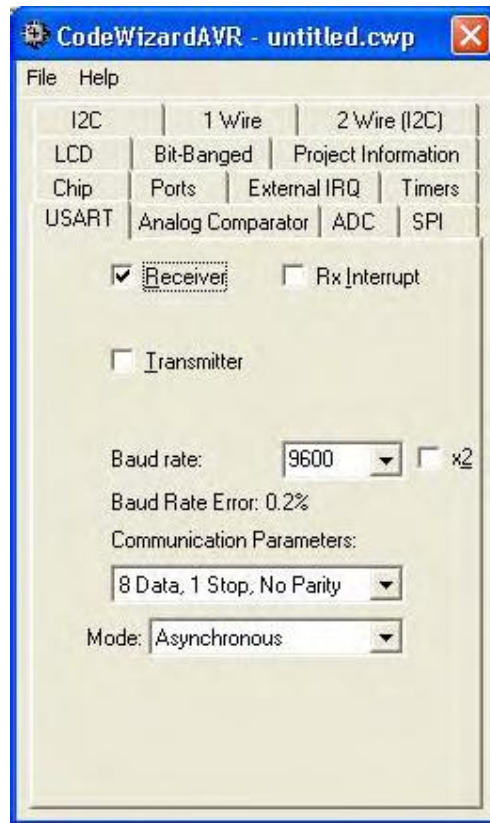 CodeWizardAVR - untitled.cwp
File Help
I2C 1 Wire 2 Wire (I2C)
LCD Bit-Banged Project Information
Chip Ports External IRQ Timers
USART Analog Comparator ADC SPI
Receiver Rx Interrupt
Transmitter
Baud rate: 9600 x2
Baud Rate Error: 0.2%
Communication Parameters:
8 Data, 1 Stop, No Parity
Mode: Asynchronous